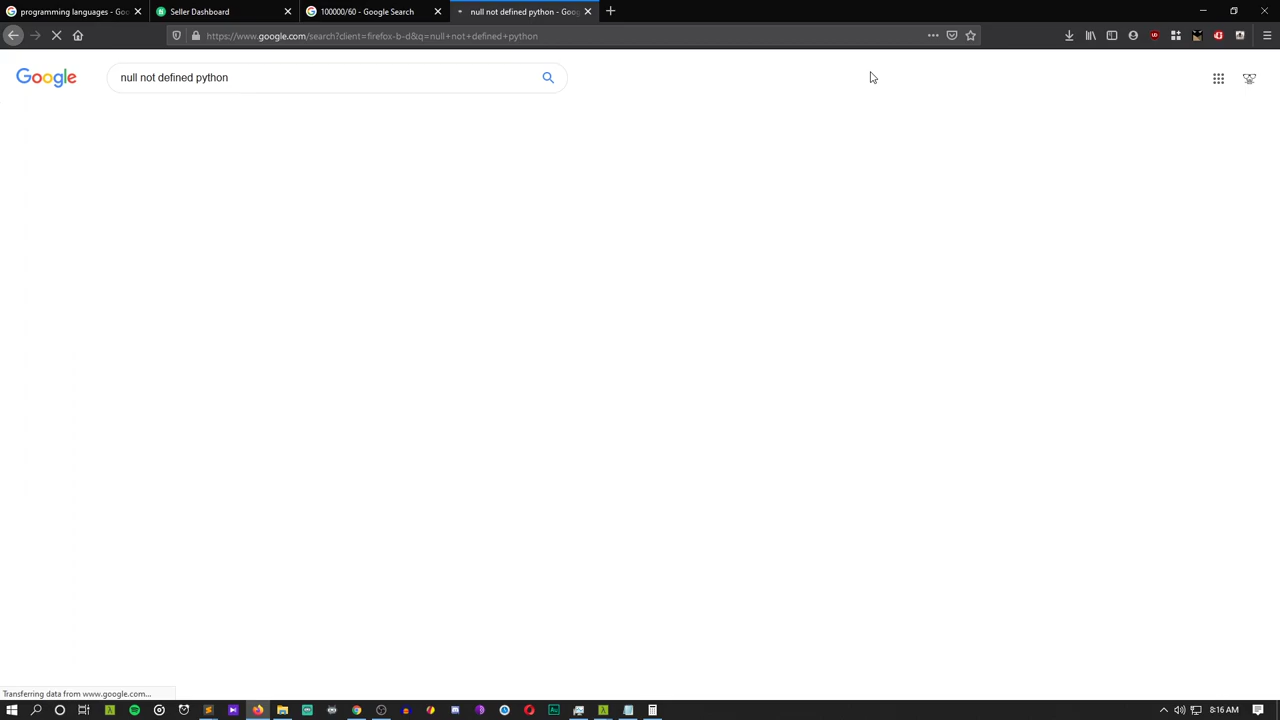 programming languages - Goo
Seller Dashboard
100000/60 - Google Search
null not defined python - Goog
https://www.google.com/search?client=firefox-b-d&q=null+not+defined+python
Google
null not defined python
Transferring data from www.google.com...
8:16 AM